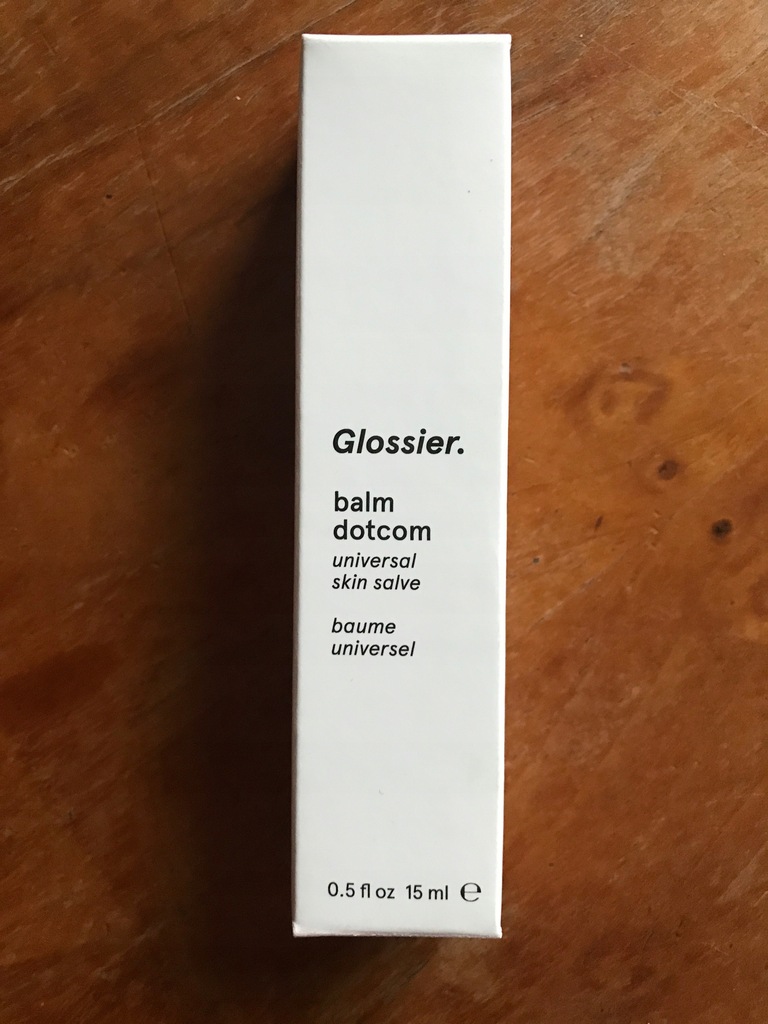 Glossier.
balm
dotcom
universal
skin salve
baume
universel
0.5 fl oz 15 ml ℮